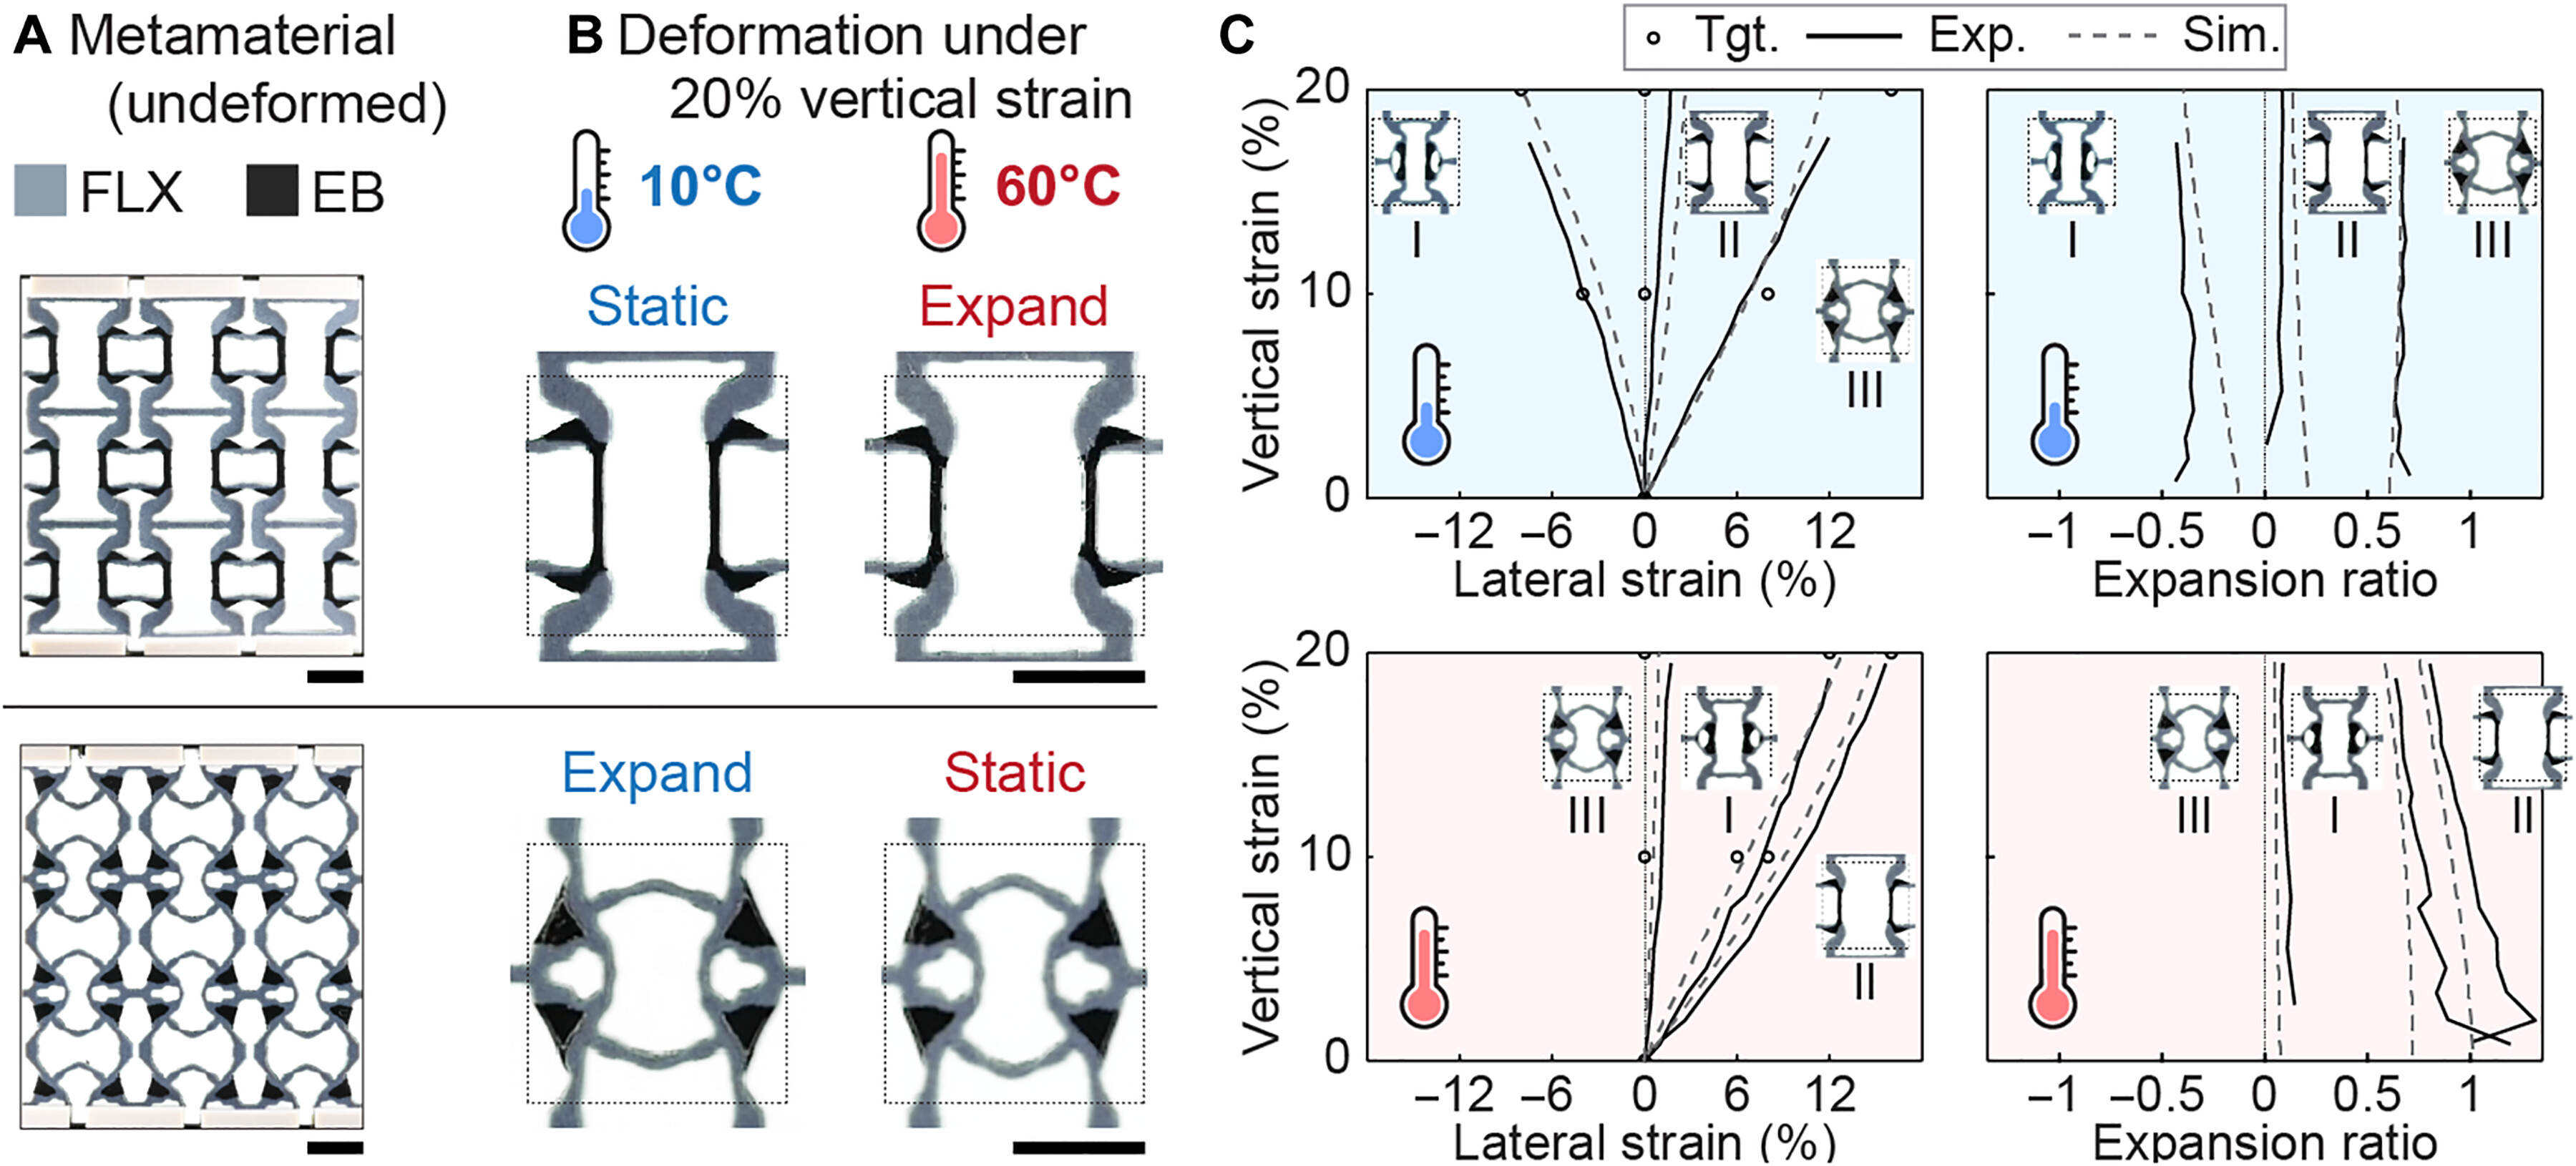 A Metamaterial
(undeformed)
FLX EB
B Deformation under
20% vertical strain
10°C 60°C
Static Expand
Expand Static
C
Tgt. Exp. Sim.
Vertical strain (%)
20
10
0
I II III
−12 −6 0 6 12
Lateral strain (%)
I II III
−1 −0.5 0 0.5 1
Expansion ratio
Vertical strain (%)
20
10
0
III I II
−12 −6 0 6 12
Lateral strain (%)
III I II
−1 −0.5 0 0.5 1
Expansion ratio